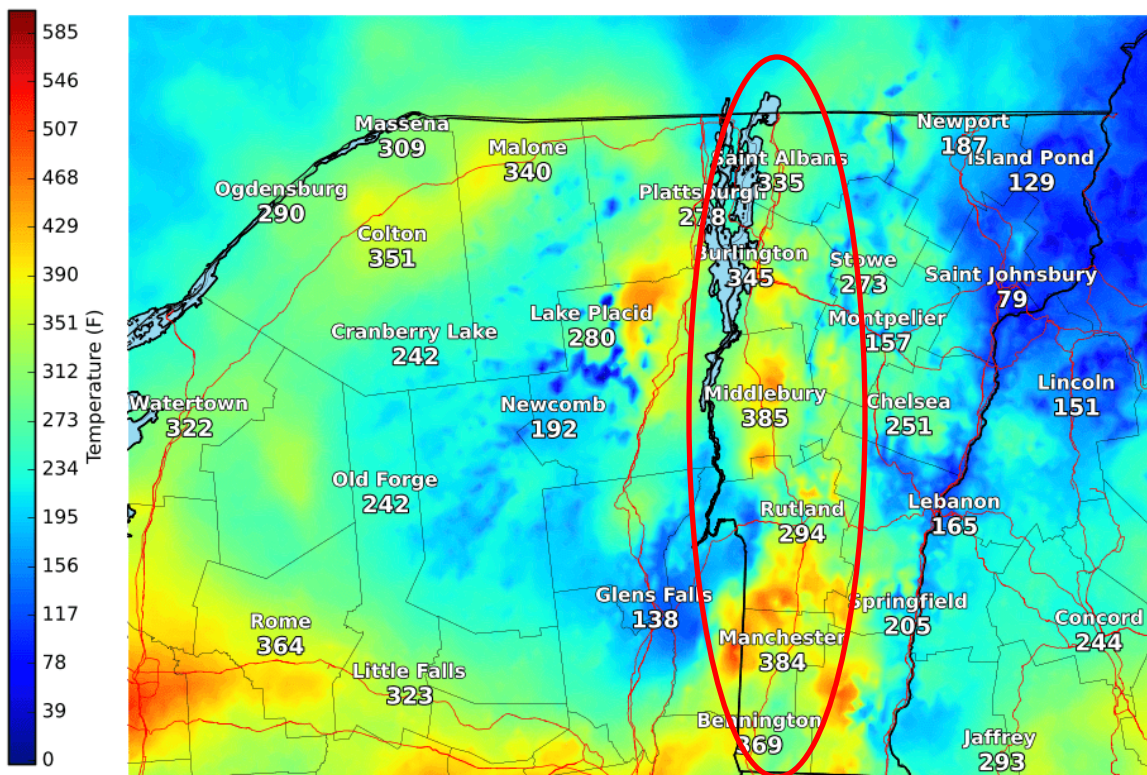 585
546
507
468
429
390
351
312
273
234
195
156
117
78
39
0
Temperature (F)
Massena
309
Malone
340
Newport
187
Island Pond
129
Saint Albans
335
Ogdensburg
290
Plattsburgh
278
Colton
351
Burlington
345
Stowe
273
Saint Johnsbury
79
Lake Placid
280
Cranberry Lake
242
Montpelier
157
Watertown
322
Newcomb
192
Middlebury
385
Chelsea
251
Lincoln
151
Old Forge
242
Rutland
294
Lebanon
165
Glens Falls
138
Springfield
205
Rome
364
Manchester
384
Concord
244
Little Falls
323
Bennington
369
Jaffrey
293